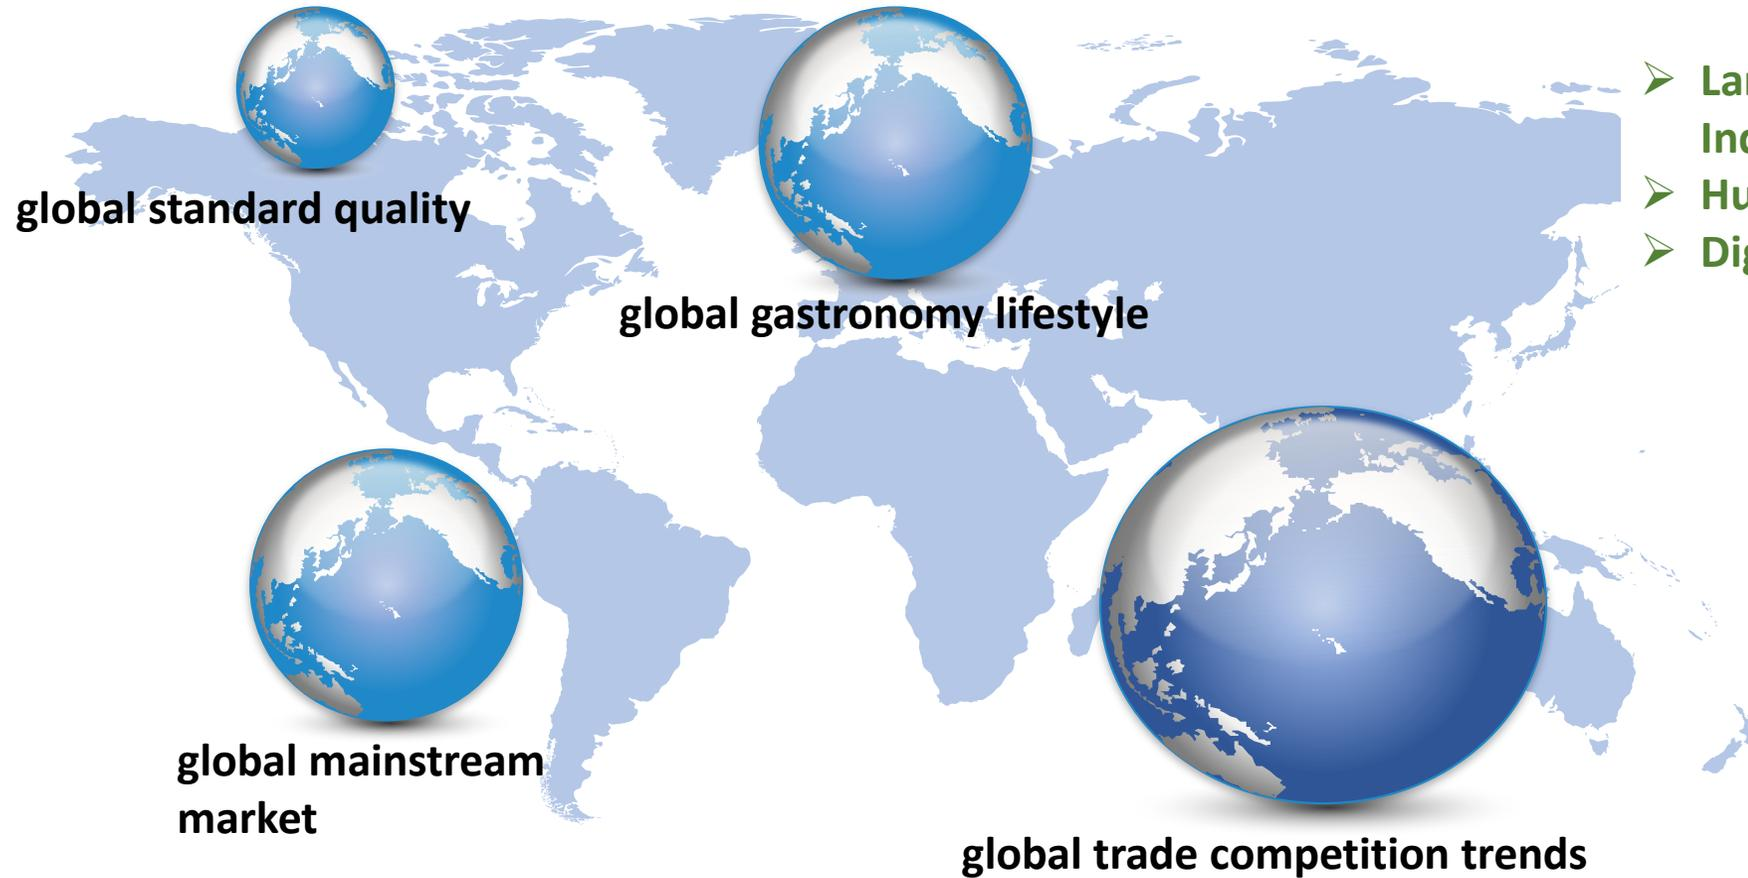 global standard quality
global gastronomy lifestyle
global mainstream
market
global trade competition trends